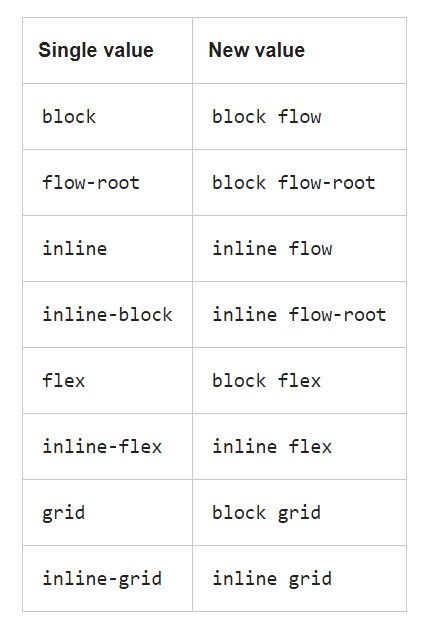 Single value New value
block block flow
flow-root block flow-root
inline inline flow
inline-block inline flow-root
flex block flex
inline-flex inline flex
grid block grid
inline-grid inline grid